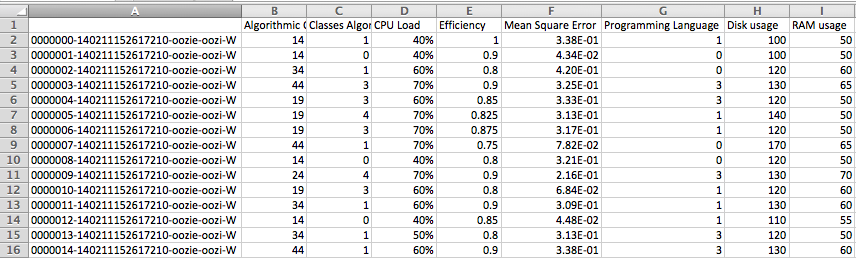 A B C D E F G H I
1 Algorithmic ( Classes Algor CPU Load Efficiency Mean Square Error Programming Language Disk usage RAM usage
2 0000000-140211152617210-oozie-oozi-W 14 1 40% 1 3.38E-01 1 100 50
3 0000001-140211152617210-oozie-oozi-W 14 0 40% 0.9 4.34E-02 0 100 50
4 0000002-140211152617210-oozie-oozi-W 34 1 60% 0.8 4.20E-01 0 120 60
5 0000003-140211152617210-oozie-oozi-W 44 3 70% 0.9 3.25E-01 3 130 65
6 0000004-140211152617210-oozie-oozi-W 19 3 60% 0.85 3.33E-01 3 120 50
7 0000005-140211152617210-oozie-oozi-W 19 4 70% 0.825 3.13E-01 1 140 50
8 0000006-140211152617210-oozie-oozi-W 19 3 70% 0.875 3.17E-01 1 120 50
9 0000007-140211152617210-oozie-oozi-W 44 1 70% 0.75 7.82E-02 0 170 65
10 0000008-140211152617210-oozie-oozi-W 14 0 40% 0.8 3.21E-01 0 120 50
11 0000009-140211152617210-oozie-oozi-W 24 4 70% 0.9 2.16E-01 3 130 70
12 0000010-140211152617210-oozie-oozi-W 19 3 60% 0.8 6.84E-02 1 120 60
13 0000011-140211152617210-oozie-oozi-W 34 1 60% 0.9 3.09E-01 1 130 60
14 0000012-140211152617210-oozie-oozi-W 14 0 40% 0.85 4.48E-02 1 110 55
15 0000013-140211152617210-oozie-oozi-W 34 1 50% 0.8 3.13E-01 3 120 50
16 0000014-140211152617210-oozie-oozi-W 44 1 60% 0.9 3.38E-01 3 130 60